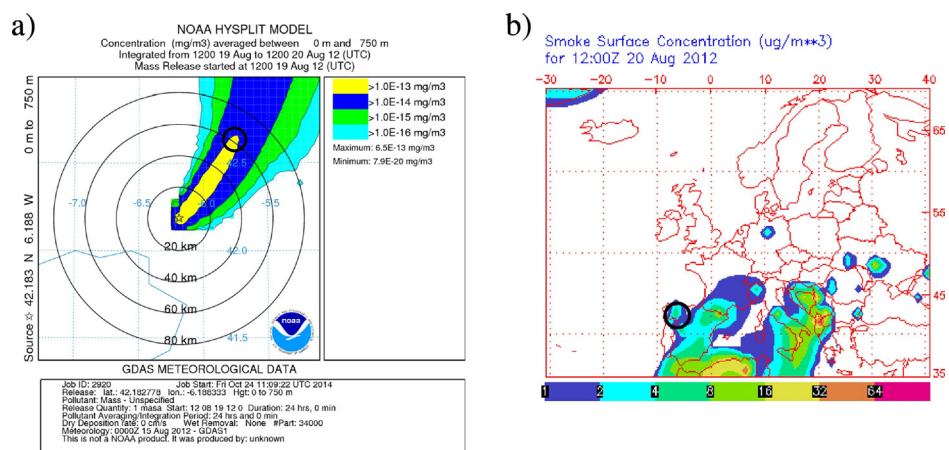 a)
NOAA HYSPLIT MODEL
Concentration (mg/m3) averaged between 0 m and 750 m
Integrated from 1200 19 Aug to 1200 20 Aug 12 (UTC)
Mass Release started at 1200 19 Aug 12 (UTC)
Source ☆ 42.183 N 6.188 W 0 m to 750 m
>1.0E-13 mg/m3
>1.0E-14 mg/m3
>1.0E-15 mg/m3
>1.0E-16 mg/m3
Maximum: 6.5E-13 mg/m3
Minimum: 7.9E-20 mg/m3
42.5
-7.0 -6.5 -6.0 -5.5
20 km
42.0
40 km
60 km
noaa
80 km
41.5
GDAS METEOROLOGICAL DATA
Job ID: 2920 Job Start: Fri Oct 24 11:09:22 UTC 2014
Release: lat.: 42.182778 lon.: -6.188333 Hgt: 0 to 750 m
Pollutant: Mass - Unspecified
Release Quantity: 1 masa Start: 12 08 19 12 0 Duration: 24 hrs, 0 min
Pollutant Averaging/Integration Period: 24 hrs and 0 min
Dry Deposition rate: 0 cm/s Wet Removal: None #Part: 34000
Meteorology: 0000Z 15 Aug 2012 - GDAS1
This is not a NOAA product. It was produced by: unknown
b)
Smoke Surface Concentration (ug/m**3)
for 12:00Z 20 Aug 2012
-30 -20 -10 0 10 20 30 40
65
55
45
35
1 2 4 8 16 32 64